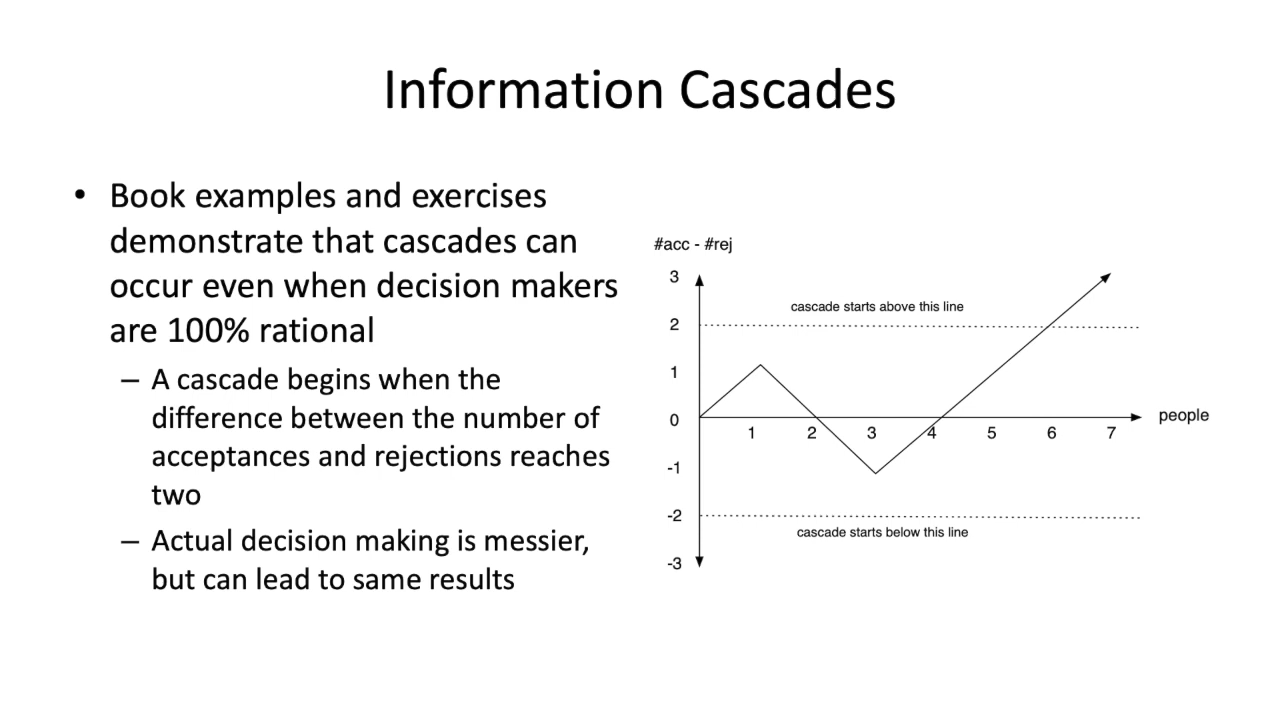 Information Cascades
• Book examples and exercises
demonstrate that cascades can
occur even when decision makers
are 100% rational
– A cascade begins when the
difference between the number of
acceptances and rejections reaches
two
– Actual decision making is messier,
but can lead to same results
#acc - #rej
3
cascade starts above this line
2
1
0
people
1 2 3 4 5 6 7
-1
-2
cascade starts below this line
-3